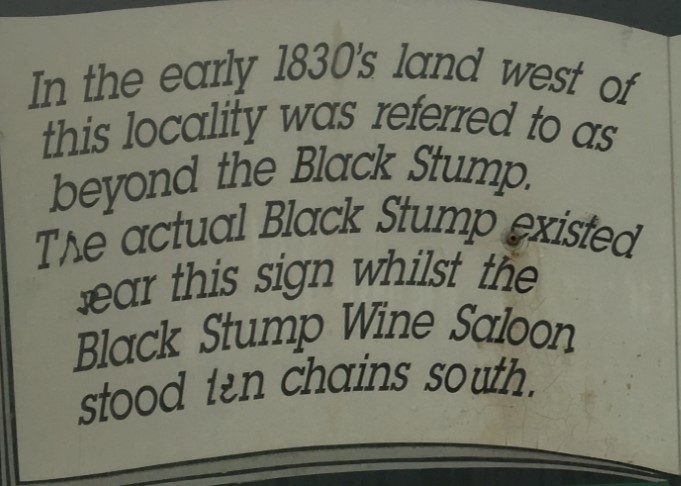 In the early 1830's land west of
this locality was referred to as
beyond the Black Stump.
The actual Black Stump existed
near this sign whilst the
Black Stump Wine Saloon
stood ten chains south.